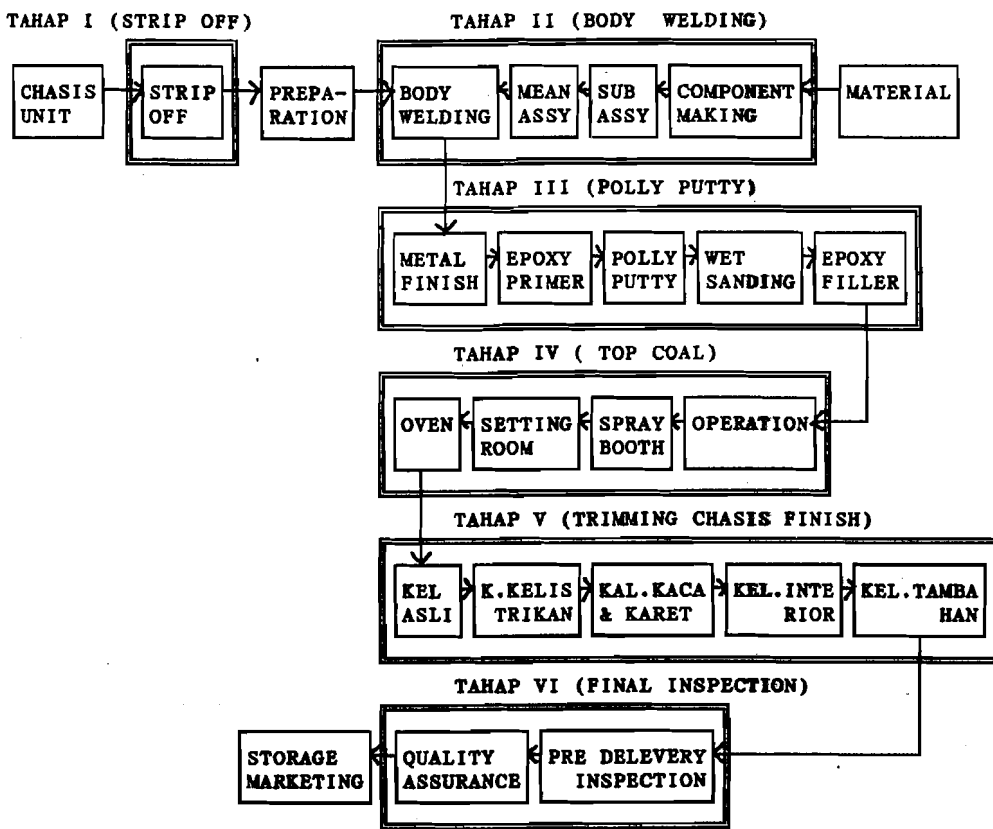 TAHAP I (STRIP OFF)
TAHAP II (BODY WELDING)
CHASIS
UNIT
STRIP
OFF
PREPA-
RATION
BODY
WELDING
MEAN
ASSY
SUB
ASSY
COMPONENT
MAKING
MATERIAL
TAHAP III (POLLY PUTTY)
METAL
FINISH
EPOXY
PRIMER
POLLY
PUTTY
WET
SANDING
EPOXY
FILLER
TAHAP IV ( TOP COAL)
OVEN
SETTING
ROOM
SPRAY
BOOTH
OPERATION
TAHAP V (TRIMMING CHASIS FINISH)
KEL
ASLI
K.KELIS
TRIKAN
KAL.KACA
& KARET
KEL.INTE
RIOR
KEL.TAMBA
HAN
TAHAP VI (FINAL INSPECTION)
STORAGE
MARKETING
QUALITY
ASSURANCE
PRE DELEVERY
INSPECTION